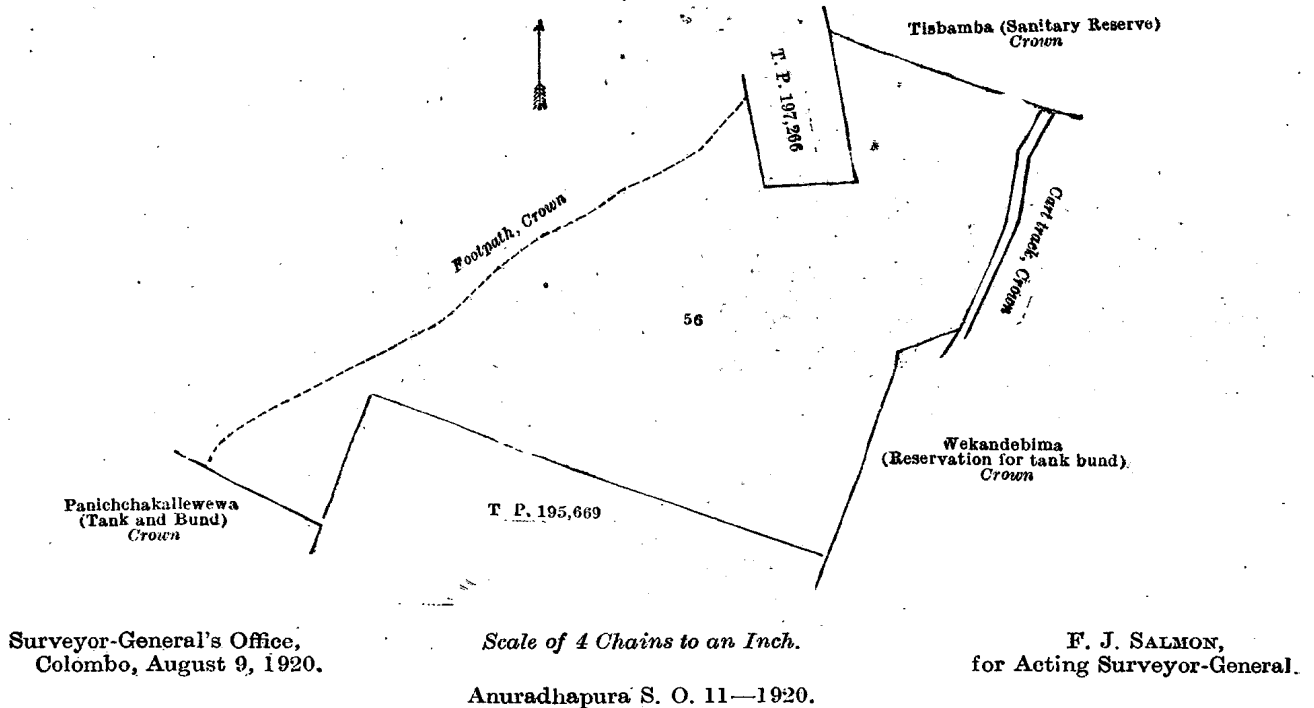 Tisbamba (Sanitary Reserve)
Crown
T. P. 197,266
Footpath, Crown
Cart track, Crown
56
Wekandebima
(Reservation for tank bund)
Crown
Panichchakallewewa
(Tank and Bund)
Crown
T P. 195,669
Surveyor-General's Office,
Colombo, August 9, 1920.
Scale of 4 Chains to an Inch.
F. J. SALMON,
for Acting Surveyor-General.
Anuradhapura S. O. 11—1920.